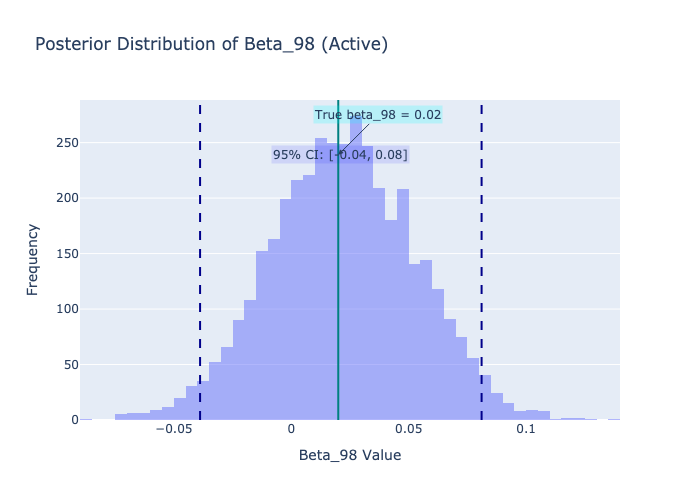 Posterior Distribution of Beta_98 (Active)
True beta_98 = 0.02
95% CI: [-0.04, 0.08]
250
200
150
100
50
0
Frequency
−0.05
0
0.05
0.1
Beta_98 Value